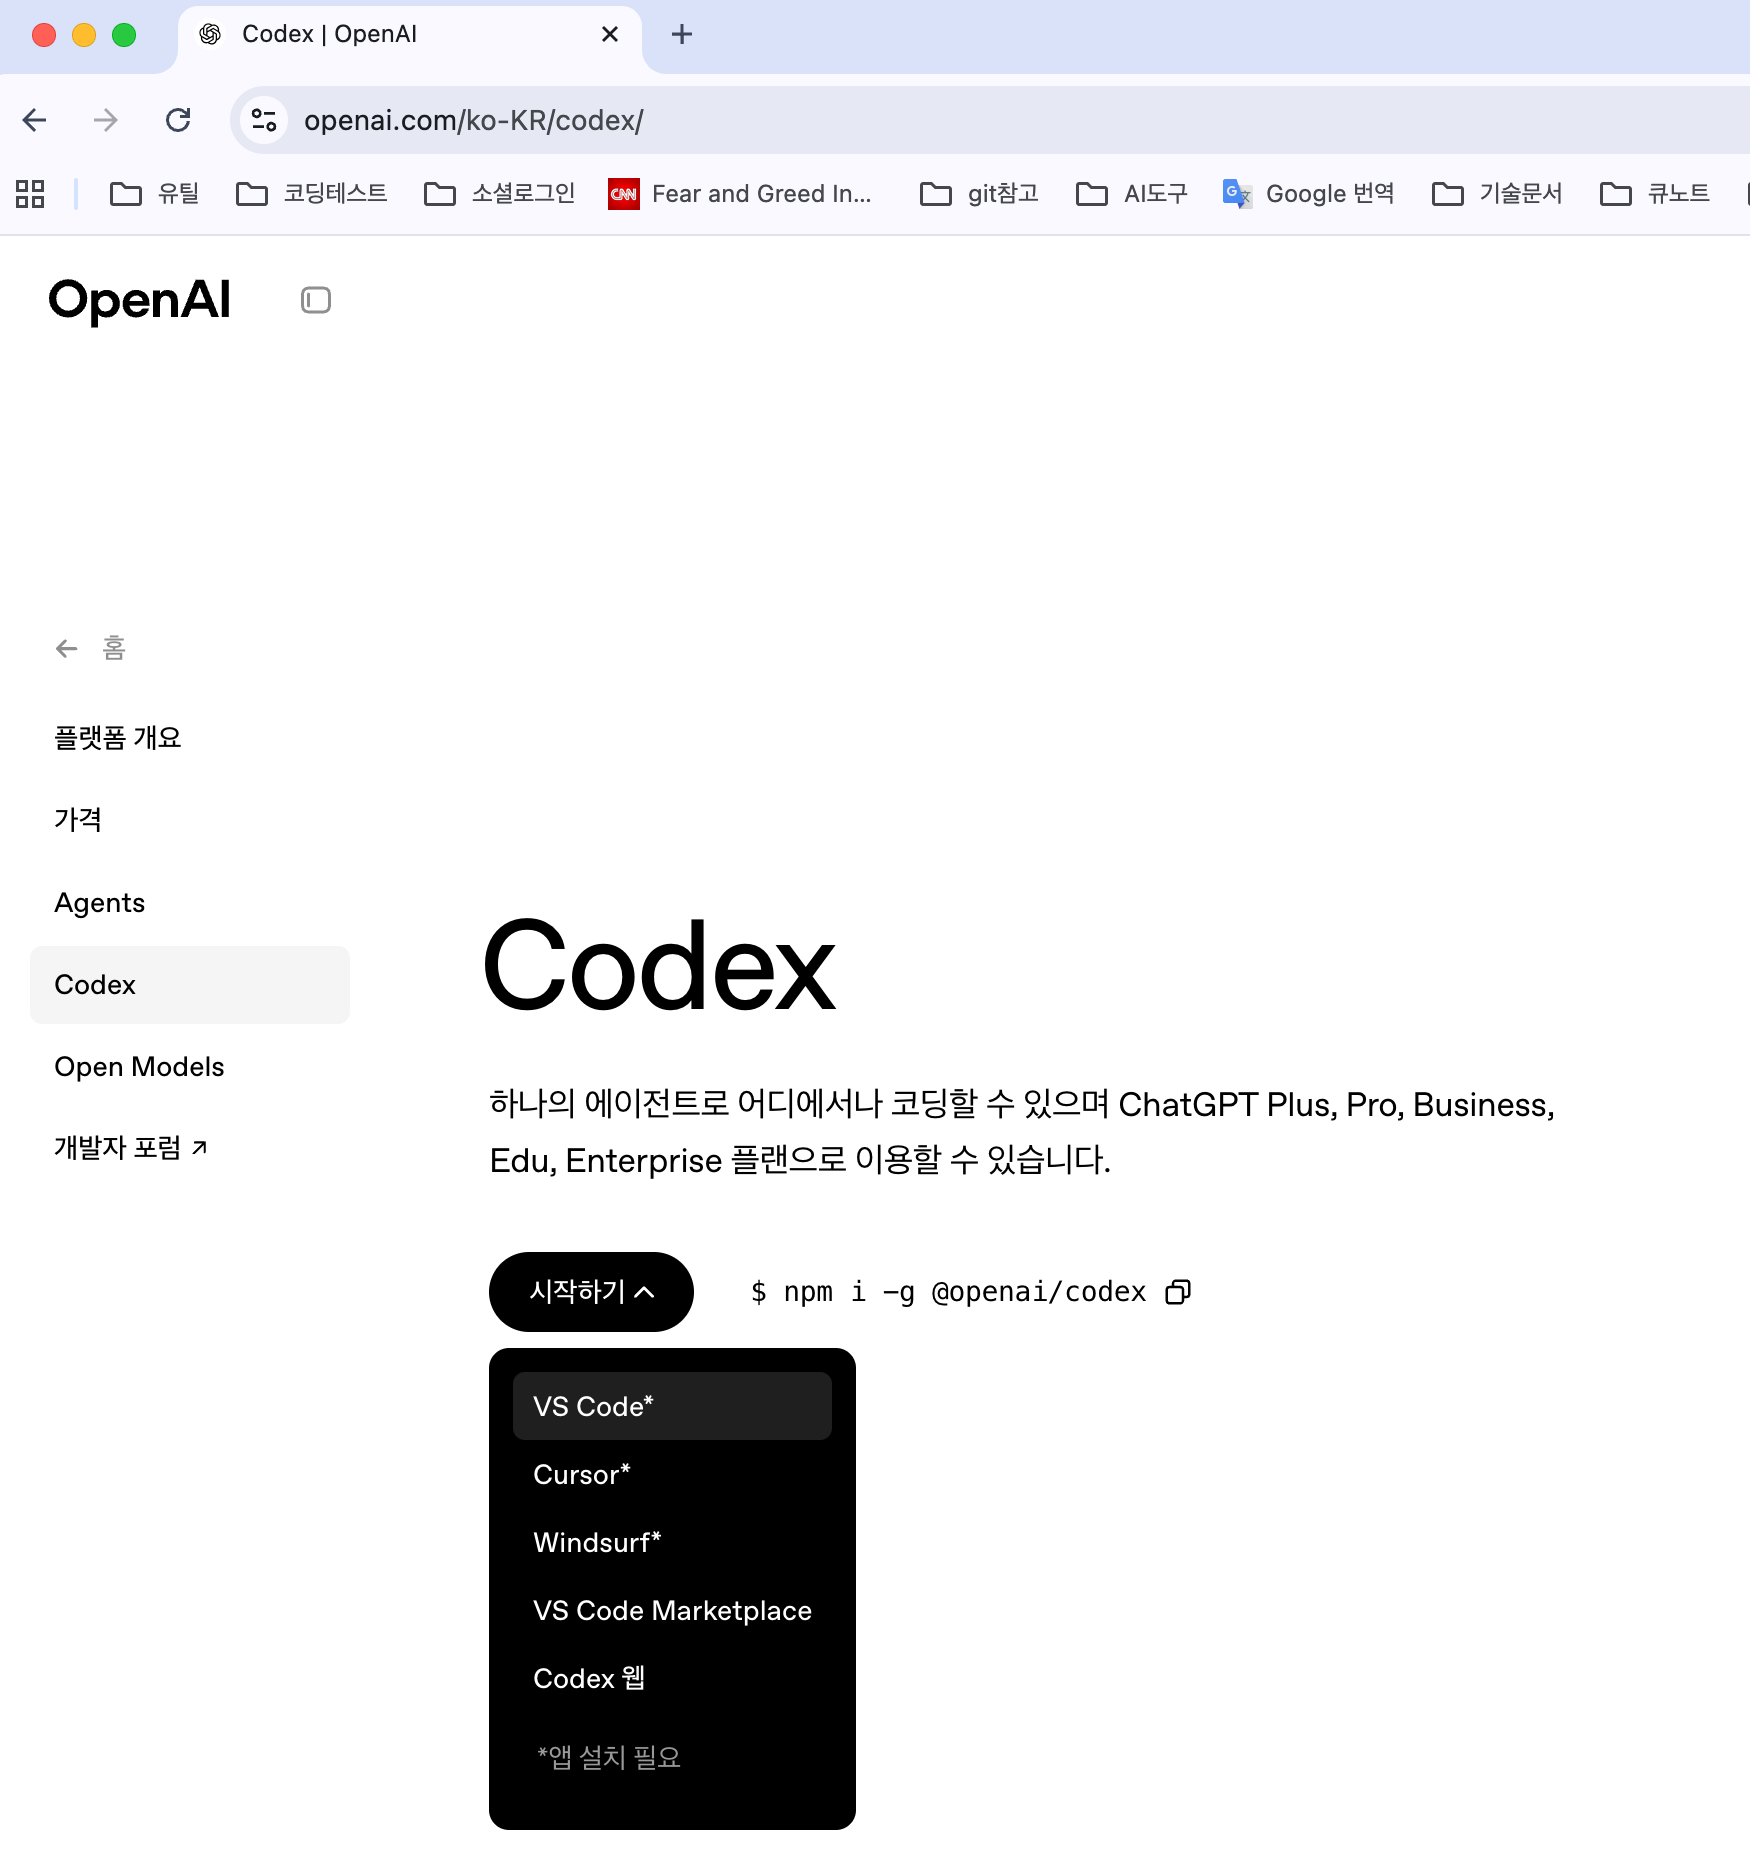 Codex | OpenAI
openai.com/ko-KR/codex/
유틸 코딩테스트 소셜로그인 CNN Fear and Greed In... git참고 AI도구 Google 번역 기술문서 큐노트
OpenAI
홈
플랫폼 개요
가격
Agents
Codex
Open Models
개발자 포럼 ↗
Codex
하나의 에이전트로 어디에서나 코딩할 수 있으며 ChatGPT Plus, Pro, Business,
Edu, Enterprise 플랜으로 이용할 수 있습니다.
시작하기 $ npm i -g @openai/codex
VS Code*
Cursor*
Windsurf*
VS Code Marketplace
Codex 웹
*앱 설치 필요